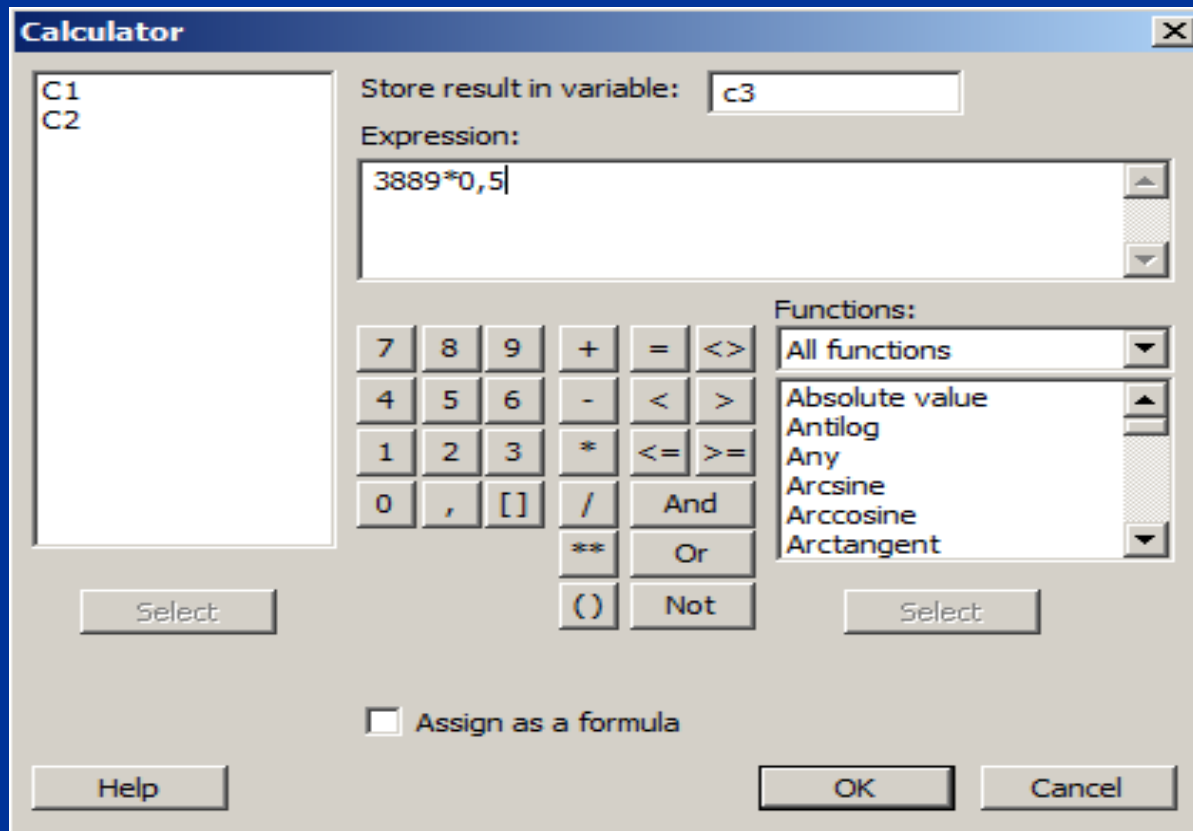 Calculator
C1
C2
Store result in variable: c3
Expression:
3889*0,5
Functions:
All functions
Absolute value
Antilog
Any
Arcsine
Arccosine
Arctangent
7 8 9 + = <>
4 5 6 - < >
1 2 3 * <= >=
0 , [] / And
** Or
() Not
Select
Select
Assign as a formula
Help
OK
Cancel